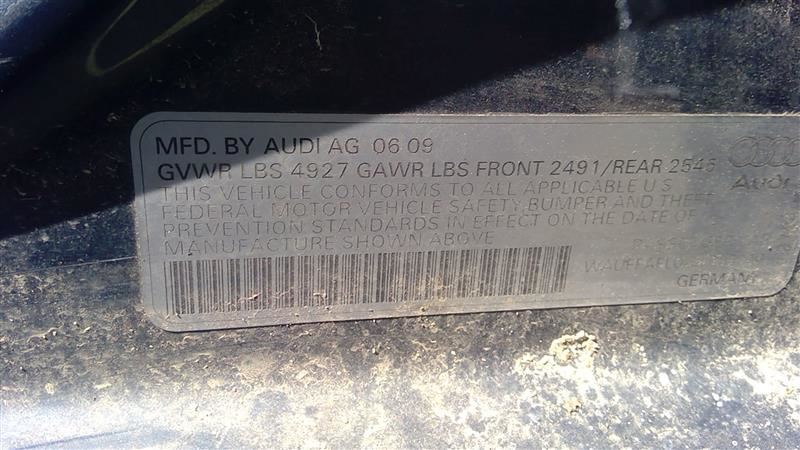 MFD. BY AUDI AG 06 09
GVWR LBS 4927 GAWR LBS FRONT 2491/REAR 2546
THIS VEHICLE CONFORMS TO ALL APPLICABLE U S
FEDERAL MOTOR VEHICLE SAFETY, BUMPER AND THEFT
PREVENTION STANDARDS IN EFFECT ON THE DATE OF
MANUFACTURE SHOWN ABOVE
Audi
GERMANY